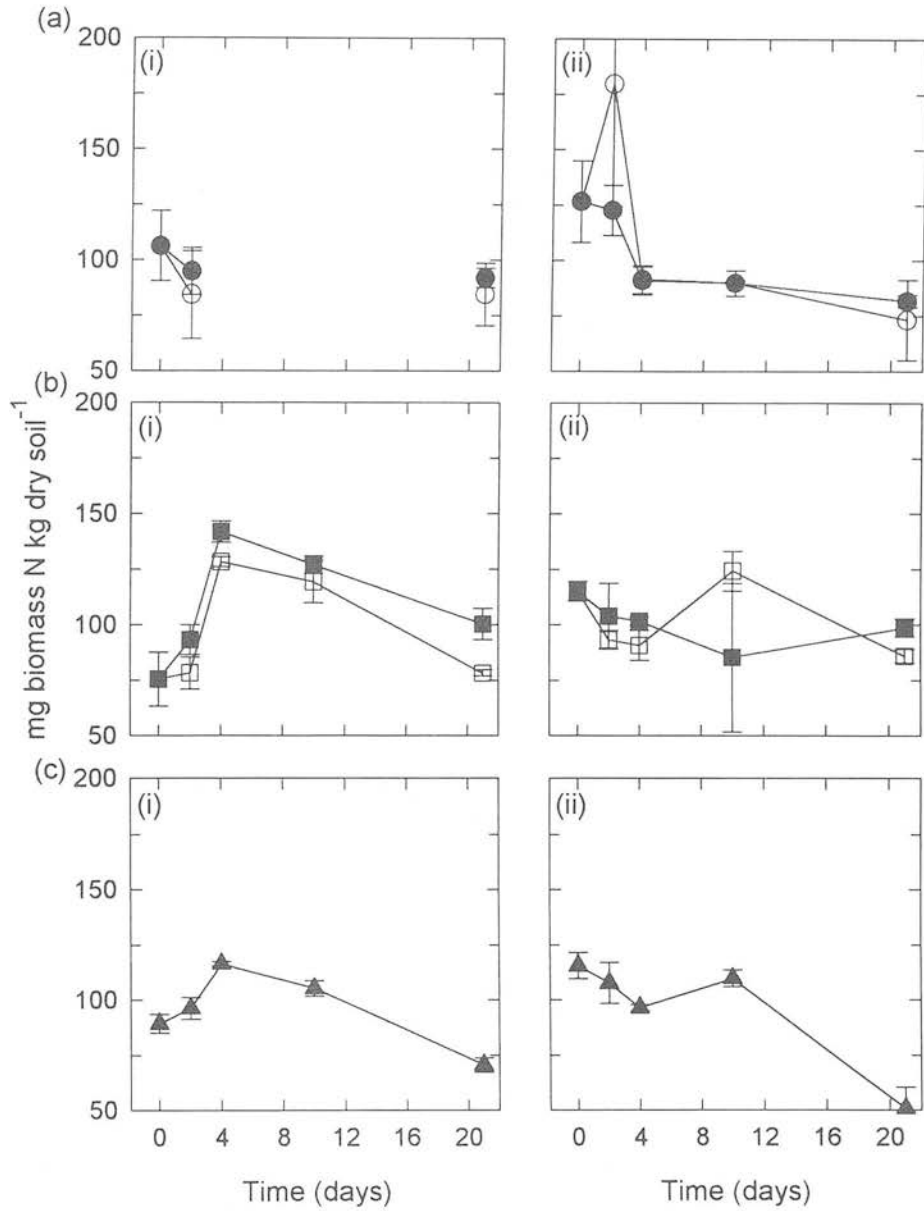 (a)
200
(i)
(ii)
150
100
50
(b)
200
(i)
(ii)
150
100
50
mg biomass N kg dry soil⁻¹
(c)
200
(i)
(ii)
150
100
50
0 4 8 12 16 20
0 4 8 12 16 20
Time (days)
Time (days)